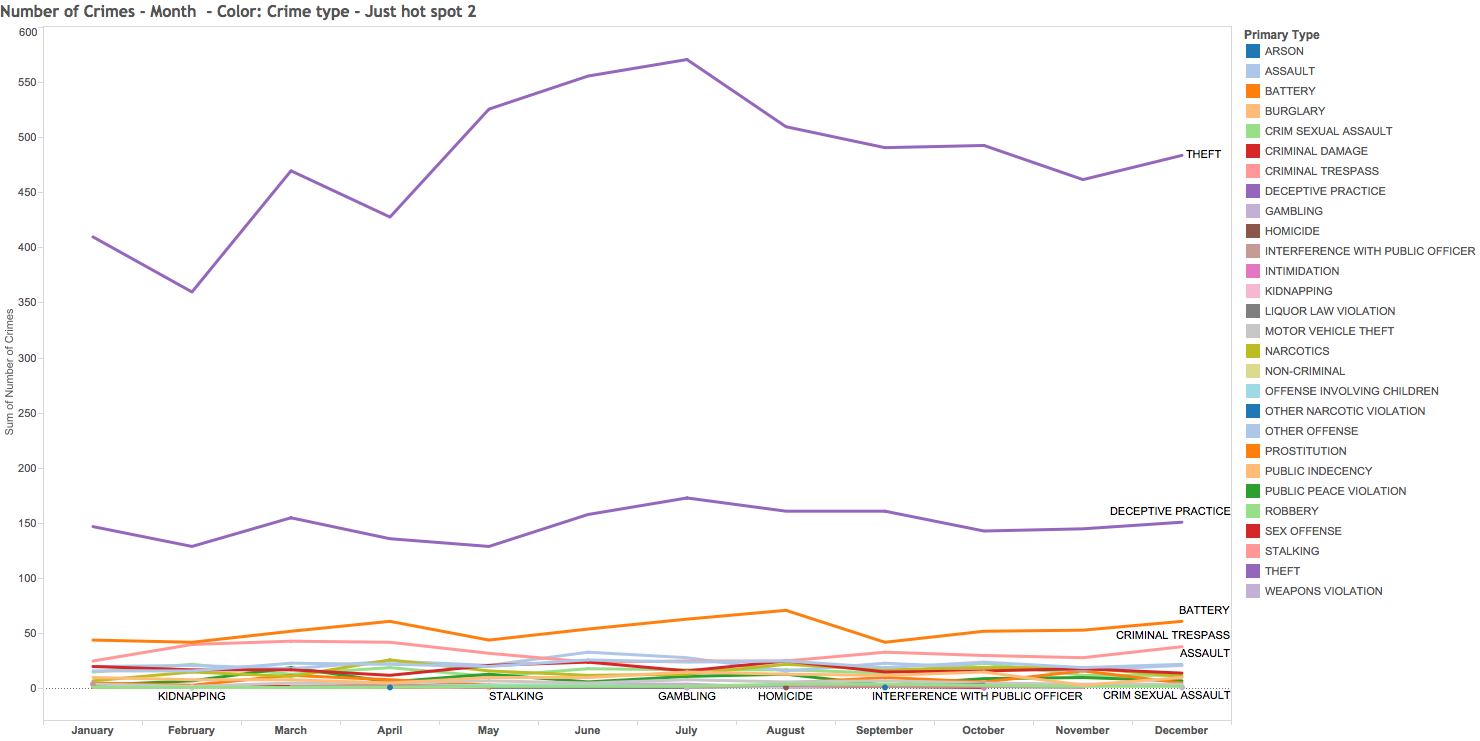 Number of Crimes - Month  - Color: Crime type - Just hot spot 2
Primary Type
ARSON
ASSAULT
BATTERY
BURGLARY
CRIM SEXUAL ASSAULT
CRIMINAL DAMAGE
CRIMINAL TRESPASS
DECEPTIVE PRACTICE
GAMBLING
HOMICIDE
INTERFERENCE WITH PUBLIC OFFICER
INTIMIDATION
KIDNAPPING
LIQUOR LAW VIOLATION
MOTOR VEHICLE THEFT
NARCOTICS
NON-CRIMINAL
OFFENSE INVOLVING CHILDREN
OTHER NARCOTIC VIOLATION
OTHER OFFENSE
PROSTITUTION
PUBLIC INDECENCY
PUBLIC PEACE VIOLATION
ROBBERY
SEX OFFENSE
STALKING
THEFT
WEAPONS VIOLATION
Sum of Number of Crimes
600
550
500
450
400
350
300
250
200
150
100
50
0
THEFT
DECEPTIVE PRACTICE
BATTERY
CRIMINAL TRESPASS
ASSAULT
KIDNAPPING STALKING GAMBLING HOMICIDE INTERFERENCE WITH PUBLIC OFFICER CRIM SEXUAL ASSAULT
January February March April May June July August September October November December